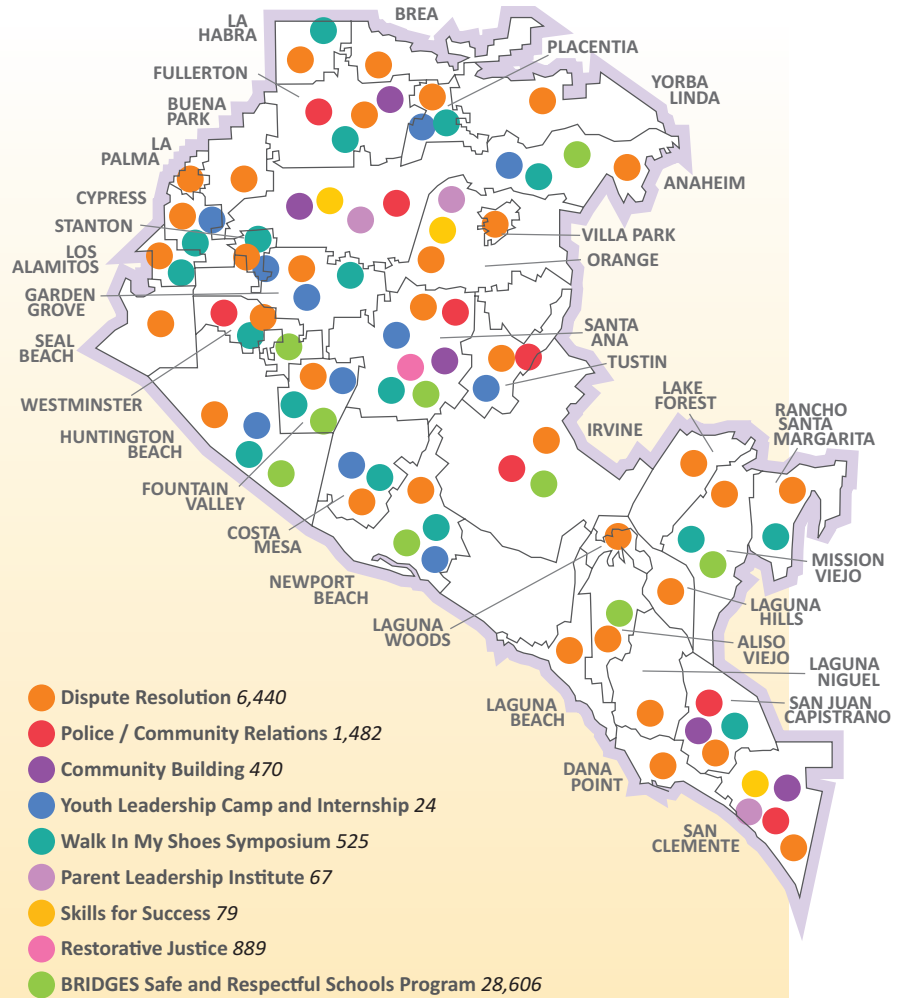 LA
HABRA
BREA
PLACENTIA
FULLERTON
YORBA
LINDA
BUENA
PARK
LA
PALMA
ANAHEIM
CYPRESS
STANTON
VILLA PARK
LOS
ALAMITOS
ORANGE
GARDEN
GROVE
SEAL
BEACH
SANTA
ANA
TUSTIN
LAKE
FOREST
RANCHO
SANTA
MARGARITA
WESTMINSTER
IRVINE
HUNTINGTON
BEACH
FOUNTAIN
VALLEY
COSTA
MESA
MISSION
VIEJO
NEWPORT
BEACH
LAGUNA
HILLS
LAGUNA
WOODS
ALISO
VIEJO
LAGUNA
NIGUEL
LAGUNA
BEACH
SAN JUAN
CAPISTRANO
DANA
POINT
SAN
CLEMENTE
Dispute Resolution 6,440
Police / Community Relations 1,482
Community Building 470
Youth Leadership Camp and Internship 24
Walk In My Shoes Symposium 525
Parent Leadership Institute 67
Skills for Success 79
Restorative Justice 889
BRIDGES Safe and Respectful Schools Program 28,606